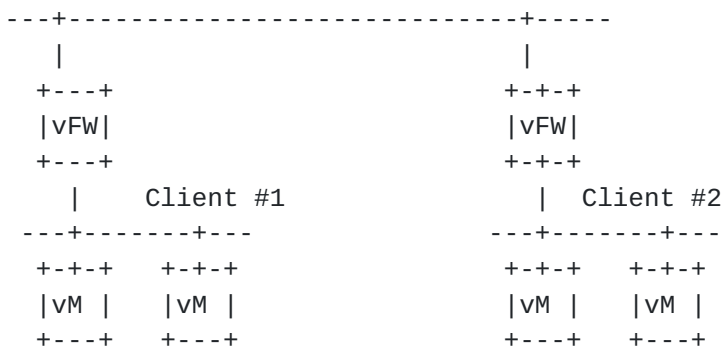 ---+-----------------------------+-----
   |                             |
  +---+                         +-+-+
  |vFW|                         |vFW|
  +---+                         +-+-+
    |    Client #1                |  Client #2
 ---+-------+---               ---+-------+---
  +-+-+   +-+-+                 +-+-+   +-+-+
  |vM |   |vM |                 |vM |   |vM |
  +---+   +---+                 +---+   +---+